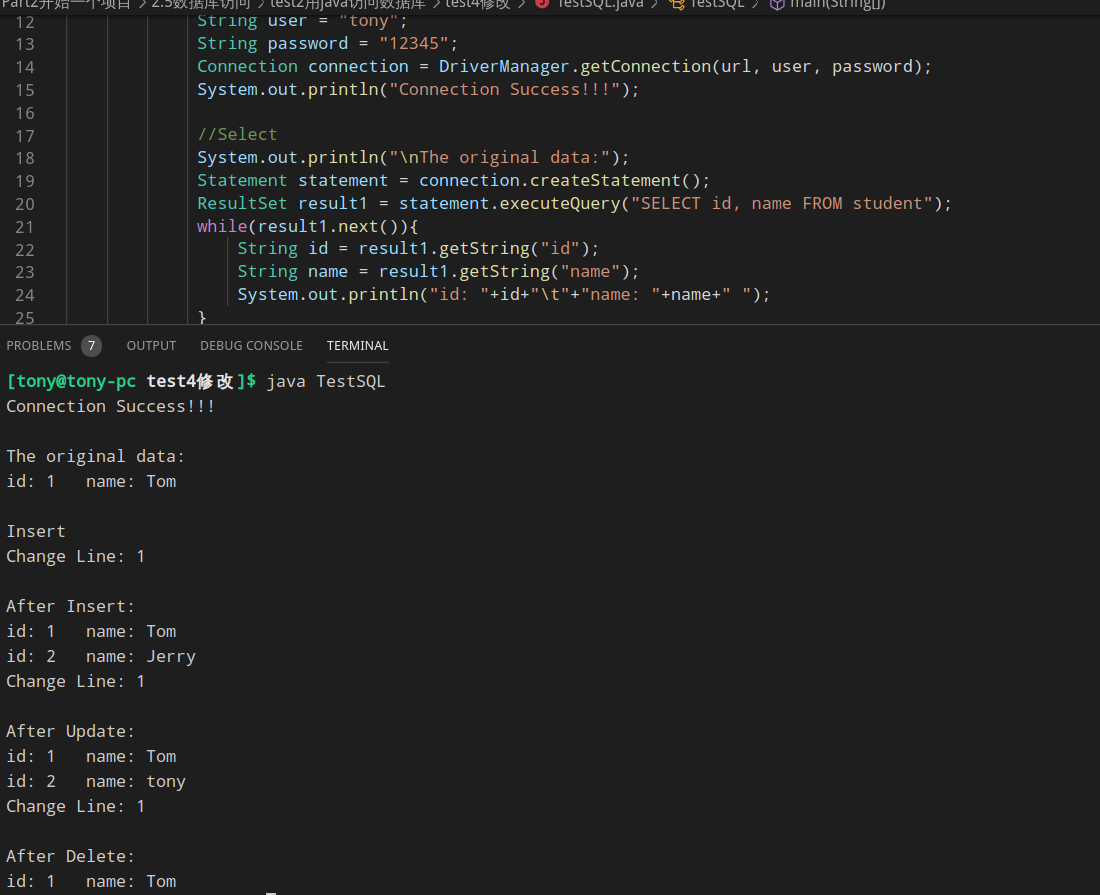 Part2开始一个项目 > 2.5数据库访问 > test2用java访问数据库 > test4修改 > TestSQL.java > TestSQL > main(String[])
12 String user = "tony";
13 String password = "12345";
14 Connection connection = DriverManager.getConnection(url, user, password);
15 System.out.println("Connection Success!!!");
16
17 //Select
18 System.out.println("\nThe original data:");
19 Statement statement = connection.createStatement();
20 ResultSet result1 = statement.executeQuery("SELECT id, name FROM student");
21 while(result1.next()){
22 String id = result1.getString("id");
23 String name = result1.getString("name");
24 System.out.println("id: "+id+"\t"+"name: "+name+" ");
25 }
PROBLEMS 7 OUTPUT DEBUG CONSOLE TERMINAL
[tony@tony-pc test4修改]$ java TestSQL
Connection Success!!!
The original data:
id: 1 name: Tom
Insert
Change Line: 1
After Insert:
id: 1 name: Tom
id: 2 name: Jerry
Change Line: 1
After Update:
id: 1 name: Tom
id: 2 name: tony
Change Line: 1
After Delete:
id: 1 name: Tom